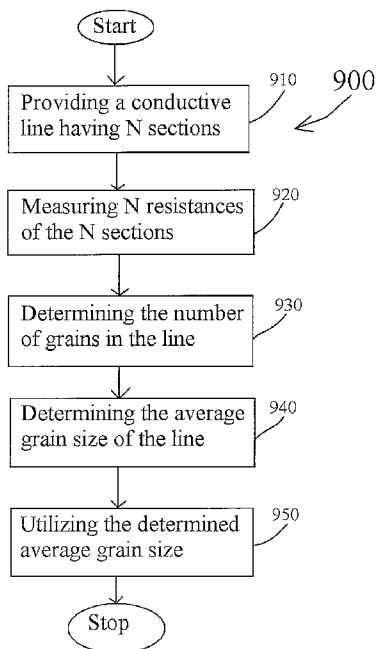 Start
910
900
Providing a conductive
line having N sections
920
Measuring N resistances
of the N sections
930
Determining the number
of grains in the line
940
Determining the average
grain size of the line
950
Utilizing the determined
average grain size
Stop